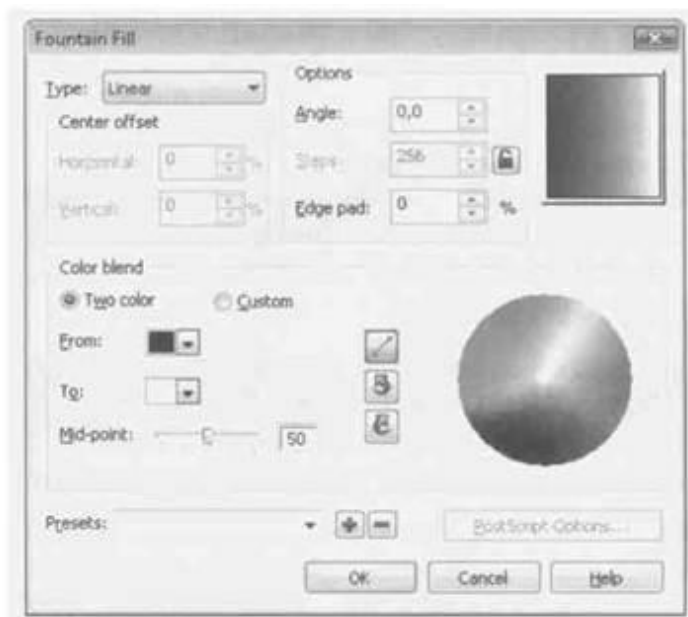 Fountain Fill
Type: Linear
Options
Center offset
Angle: 0,0
Horizontal: 0 %
Steps: 256
Vertical: 0 %
Edge pad: 0 %
Color blend
Two color Custom
From:
To:
Mid-point: 50
Presets:
PostScript Options...
OK Cancel Help